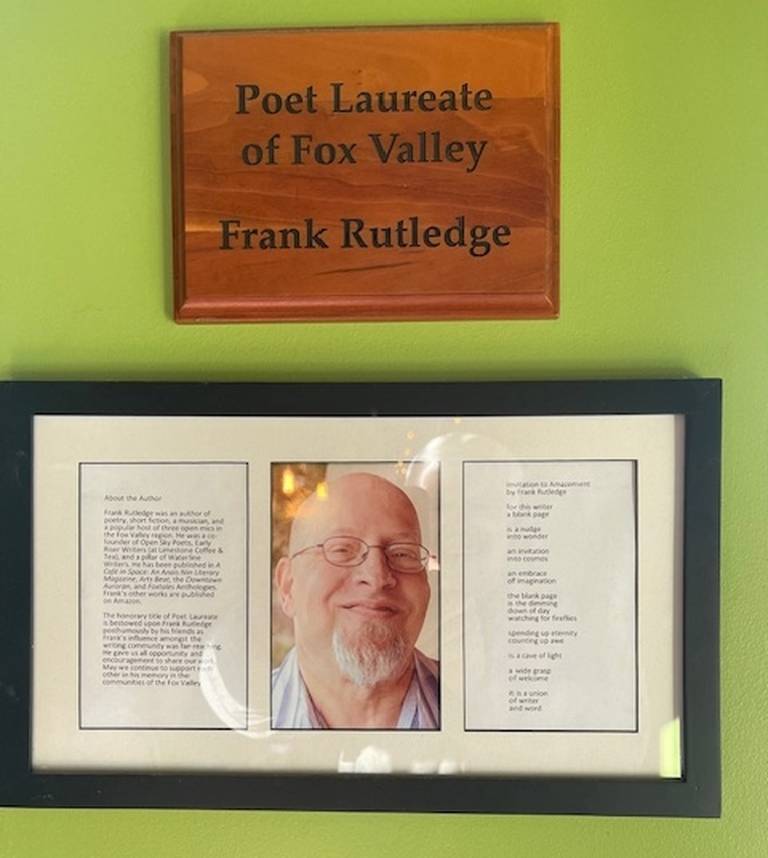 Poet Laureate
of Fox Valley
Frank Rutledge
About the Author
Frank Rutledge was an author of
poetry, short fiction, a musician, and
a popular host of three open mics in
the Fox Valley region. He was a co-
founder of Open Sky Poets, Early
Riser Writers (at Limestone Coffee &
Tea), and a pillar of Waterline
Writers. He has been published in A
Café in Space: An Anais Nin Literary
Magazine, Arts Beat, the Downtown
Auroran, and Foxtales Anthologies.
Frank's other works are published
on Amazon.
The honorary title of Poet Laureate
is bestowed upon Frank Rutledge
posthumously by his friends as
Frank's influence amongst the
writing community was far-reaching.
He gave us all opportunity and
encouragement to share our work.
May we continue to support each
other in his memory in the
communities of the Fox Valley.
Invitation to Amazement
by Frank Rutledge
for this writer
a blank page
is a nudge
into wonder
an invitation
into cosmos
an embrace
of imagination
the blank page
is the dimming
down of day
watching for fireflies
spending up eternity
counting up awe
is a cave of light
a wide grasp
of welcome
it is a union
of writer
and word